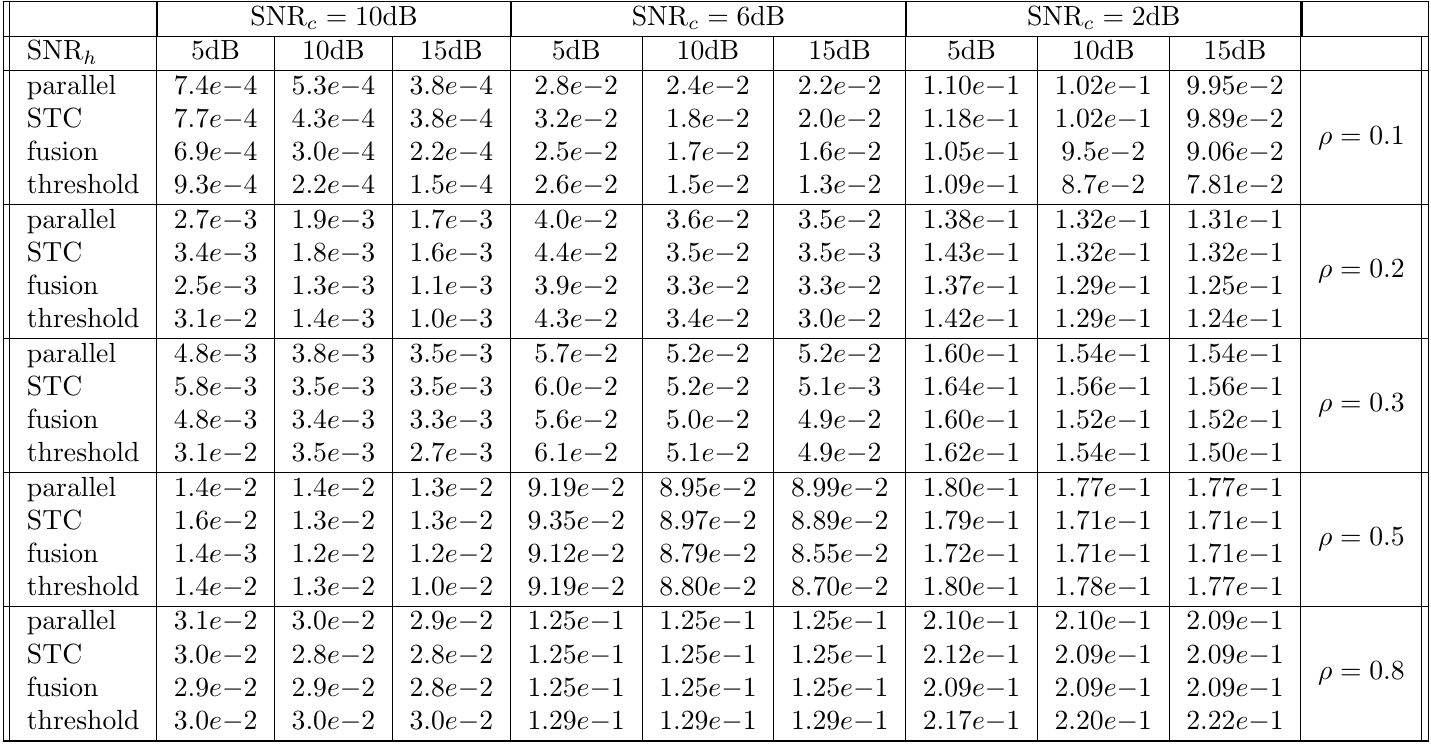 SNRc = 10dB SNRc = 6dB SNRc = 2dB
SNRh 5dB 10dB 15dB 5dB 10dB 15dB 5dB 10dB 15dB
parallel 7.4e−4 5.3e−4 3.8e−4 2.8e−2 2.4e−2 2.2e−2 1.10e−1 1.02e−1 9.95e−2
STC 7.7e−4 4.3e−4 3.8e−4 3.2e−2 1.8e−2 2.0e−2 1.18e−1 1.02e−1 9.89e−2
ρ = 0.1
fusion 6.9e−4 3.0e−4 2.2e−4 2.5e−2 1.7e−2 1.6e−2 1.05e−1 9.5e−2 9.06e−2
threshold 9.3e−4 2.2e−4 1.5e−4 2.6e−2 1.5e−2 1.3e−2 1.09e−1 8.7e−2 7.81e−2
parallel 2.7e−3 1.9e−3 1.7e−3 4.0e−2 3.6e−2 3.5e−2 1.38e−1 1.32e−1 1.31e−1
STC 3.4e−3 1.8e−3 1.6e−3 4.4e−2 3.5e−2 3.5e−3 1.43e−1 1.32e−1 1.32e−1
ρ = 0.2
fusion 2.5e−3 1.3e−3 1.1e−3 3.9e−2 3.3e−2 3.3e−2 1.37e−1 1.29e−1 1.25e−1
threshold 3.1e−2 1.4e−3 1.0e−3 4.3e−2 3.4e−2 3.0e−2 1.42e−1 1.29e−1 1.24e−1
parallel 4.8e−3 3.8e−3 3.5e−3 5.7e−2 5.2e−2 5.2e−2 1.60e−1 1.54e−1 1.54e−1
STC 5.8e−3 3.5e−3 3.5e−3 6.0e−2 5.2e−2 5.1e−3 1.64e−1 1.56e−1 1.56e−1
ρ = 0.3
fusion 4.8e−3 3.4e−3 3.3e−3 5.6e−2 5.0e−2 4.9e−2 1.60e−1 1.52e−1 1.52e−1
threshold 3.1e−2 3.5e−3 2.7e−3 6.1e−2 5.1e−2 4.9e−2 1.62e−1 1.54e−1 1.50e−1
parallel 1.4e−2 1.4e−2 1.3e−2 9.19e−2 8.95e−2 8.99e−2 1.80e−1 1.77e−1 1.77e−1
STC 1.6e−2 1.3e−2 1.3e−2 9.35e−2 8.97e−2 8.89e−2 1.79e−1 1.71e−1 1.71e−1
ρ = 0.5
fusion 1.4e−3 1.2e−2 1.2e−2 9.12e−2 8.79e−2 8.55e−2 1.72e−1 1.71e−1 1.71e−1
threshold 1.4e−2 1.3e−2 1.0e−2 9.19e−2 8.80e−2 8.70e−2 1.80e−1 1.78e−1 1.77e−1
parallel 3.1e−2 3.0e−2 2.9e−2 1.25e−1 1.25e−1 1.25e−1 2.10e−1 2.10e−1 2.09e−1
STC 3.0e−2 2.8e−2 2.8e−2 1.25e−1 1.25e−1 1.25e−1 2.12e−1 2.09e−1 2.09e−1
ρ = 0.8
fusion 2.9e−2 2.9e−2 2.8e−2 1.25e−1 1.25e−1 1.25e−1 2.09e−1 2.09e−1 2.09e−1
threshold 3.0e−2 3.0e−2 3.0e−2 1.29e−1 1.29e−1 1.29e−1 2.17e−1 2.20e−1 2.22e−1